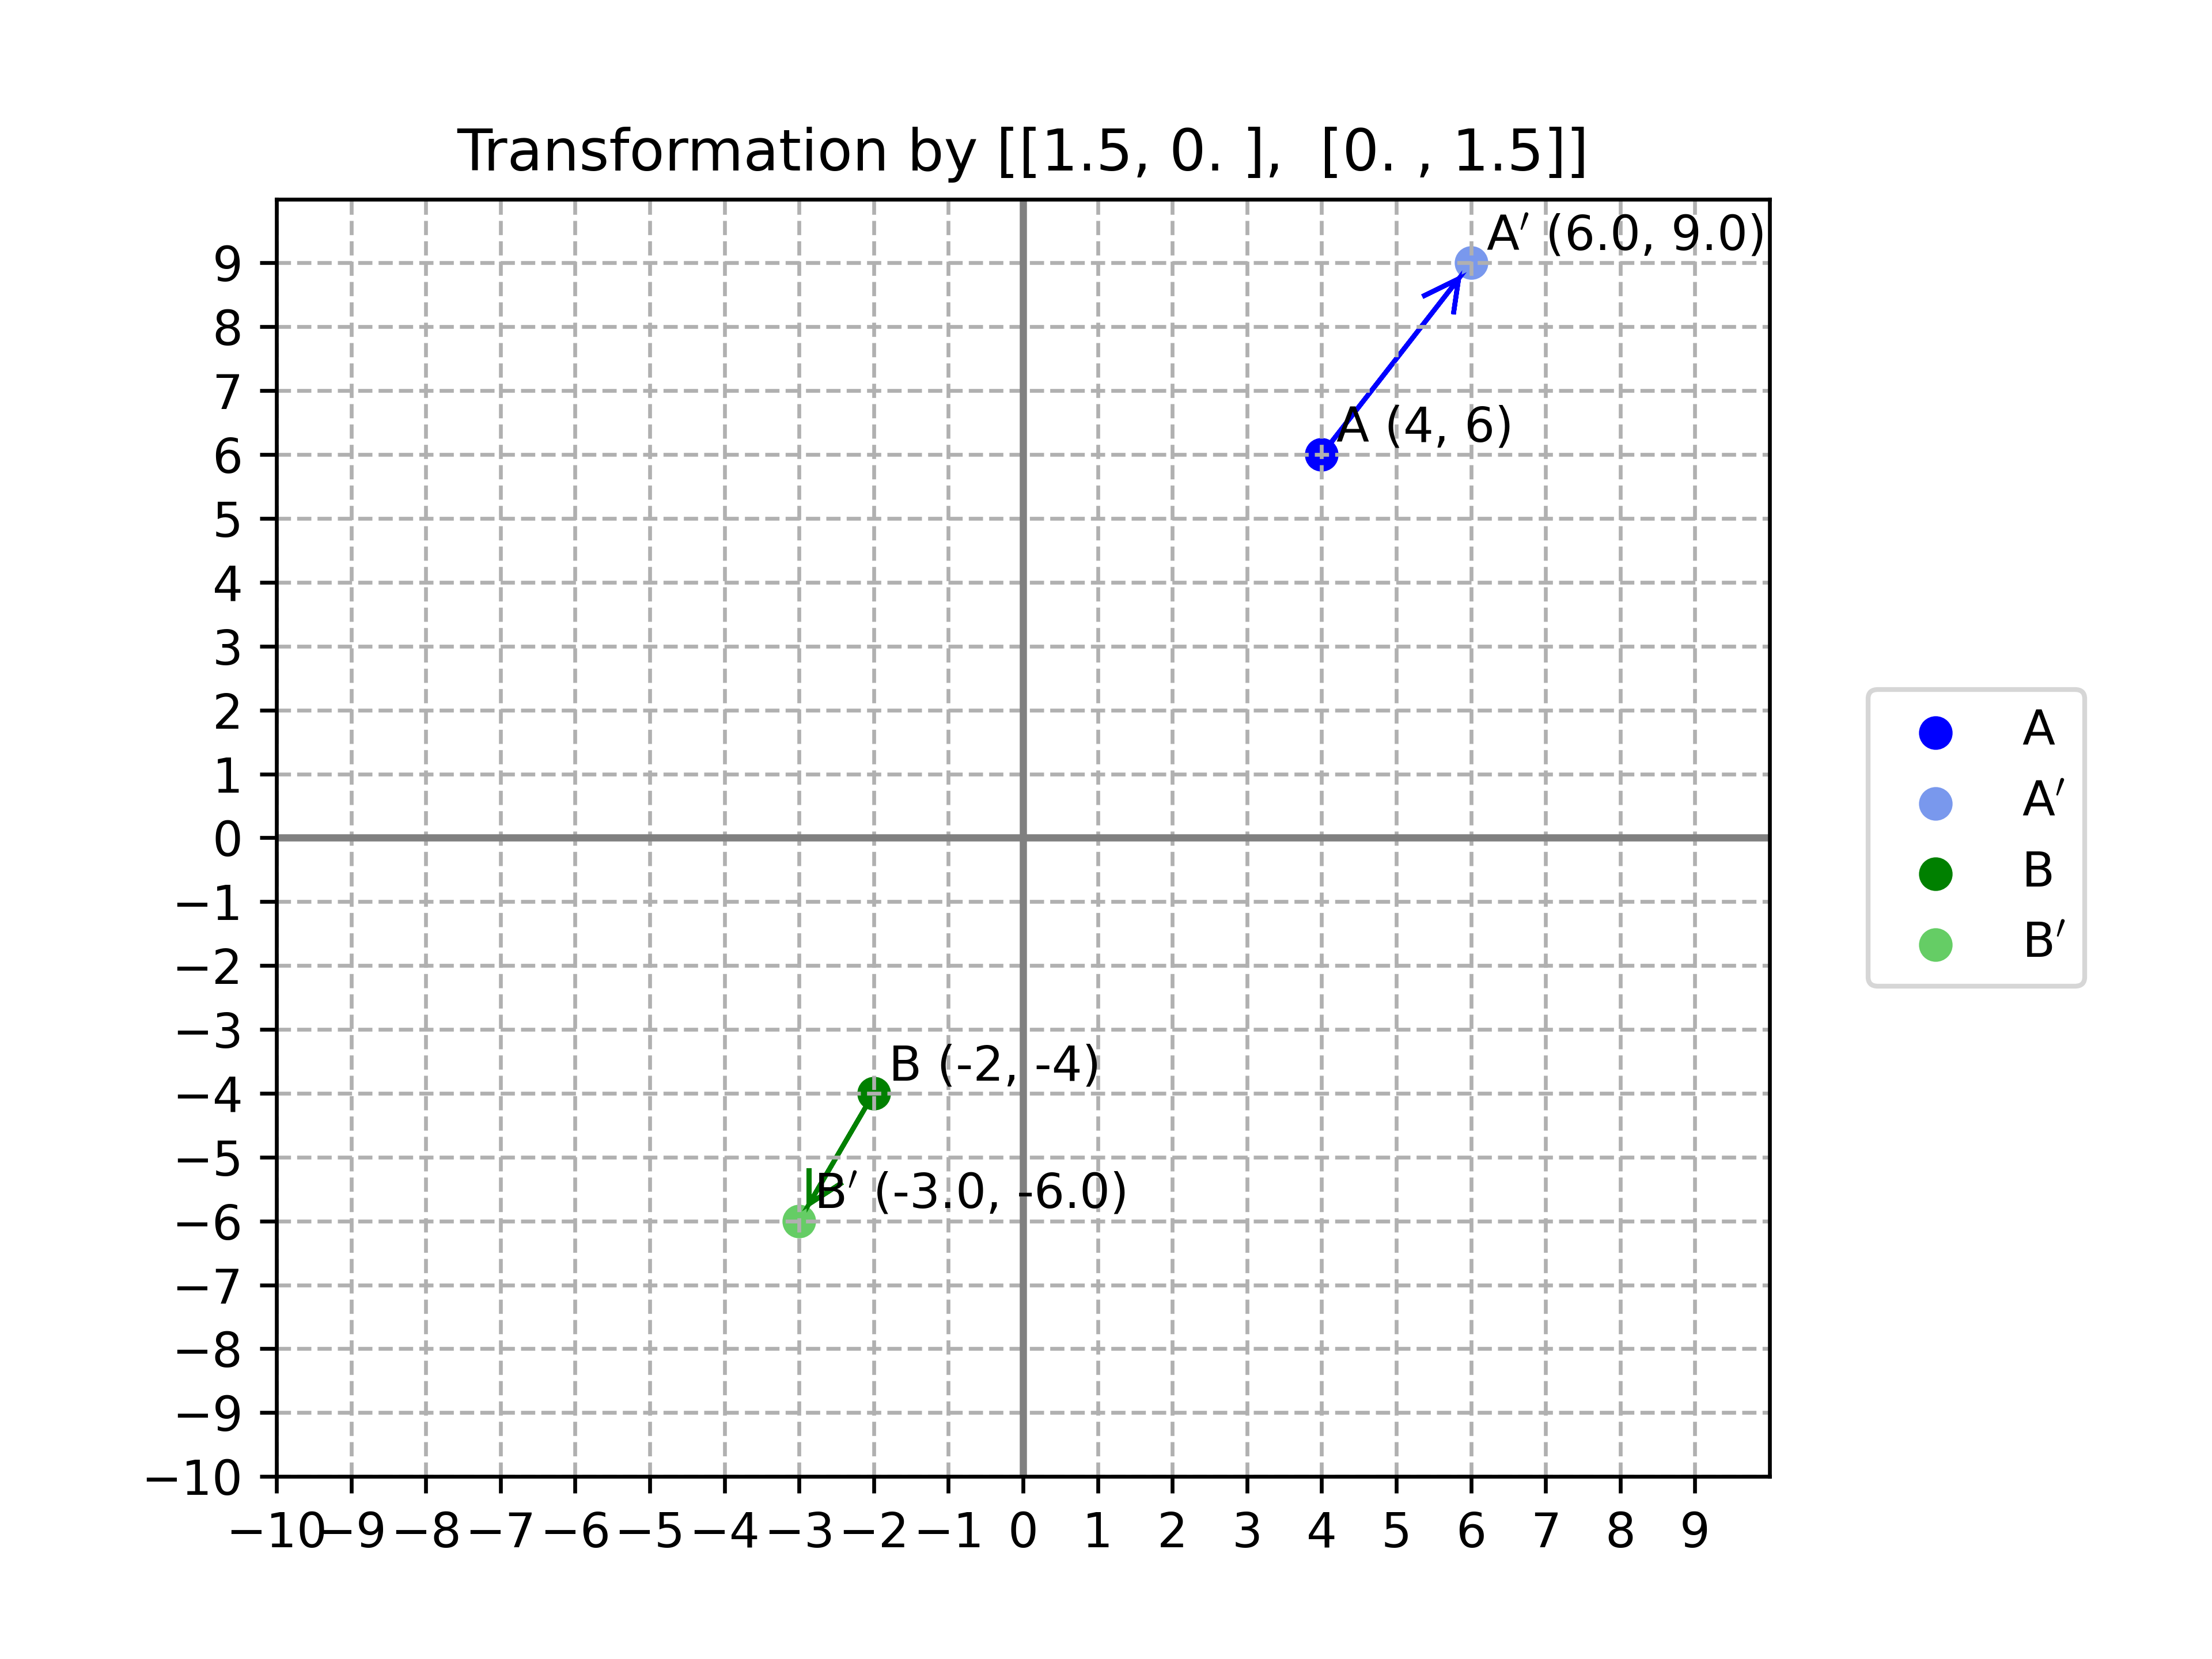 Transformation by [[1.5, 0. ],  [0. , 1.5]]
A′ (6.0, 9.0)
9
8
7
A (4, 6)
6
5
4
3
2
1
0
−1
−2
−3
B (-2, -4)
−4
−5
B′ (-3.0, -6.0)
−6
−7
−8
−9
−10
−10 −9 −8 −7 −6 −5 −4 −3 −2 −1 0 1 2 3 4 5 6 7 8 9
A
A′
B
B′